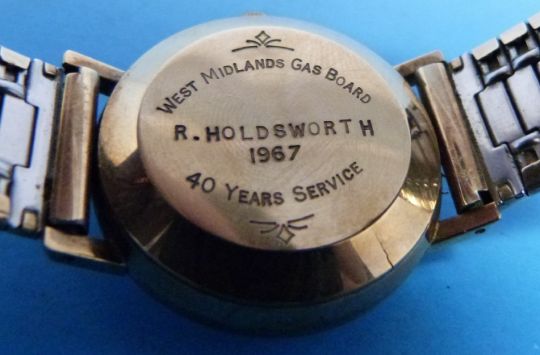 WEST MIDLANDS GAS BOARD
R. HOLDSWORTH
1967
40 YEARS SERVICE